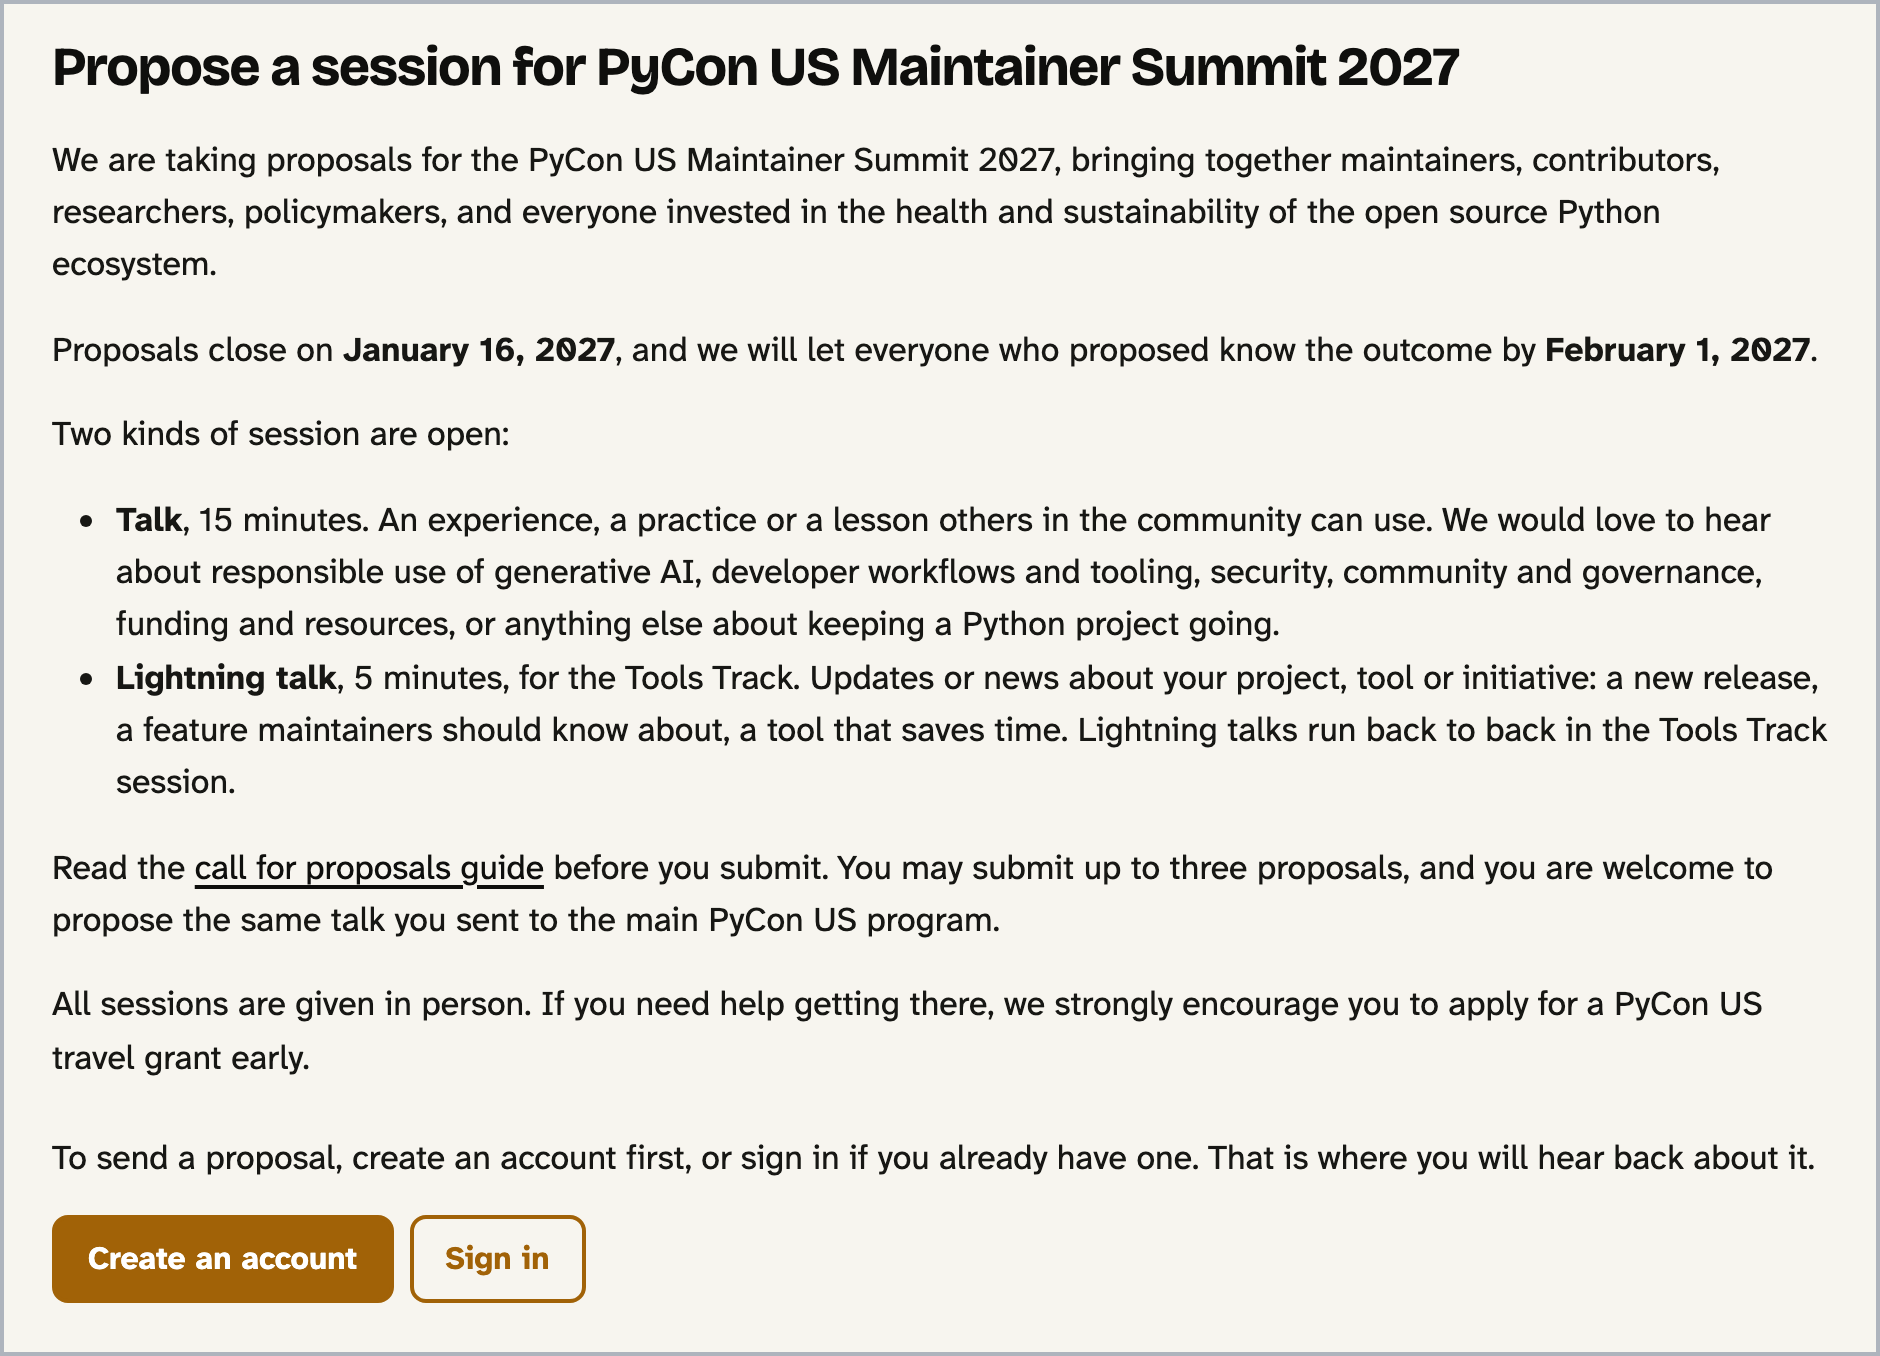 Propose a session for PyCon US Maintainer Summit 2027
We are taking proposals for the PyCon US Maintainer Summit 2027, bringing together maintainers, contributors,
researchers, policymakers, and everyone invested in the health and sustainability of the open source Python
ecosystem.
Proposals close on January 16, 2027, and we will let everyone who proposed know the outcome by February 1, 2027.
Two kinds of session are open:
• Talk, 15 minutes. An experience, a practice or a lesson others in the community can use. We would love to hear
about responsible use of generative AI, developer workflows and tooling, security, community and governance,
funding and resources, or anything else about keeping a Python project going.
• Lightning talk, 5 minutes, for the Tools Track. Updates or news about your project, tool or initiative: a new release,
a feature maintainers should know about, a tool that saves time. Lightning talks run back to back in the Tools Track
session.
Read the call for proposals guide before you submit. You may submit up to three proposals, and you are welcome to
propose the same talk you sent to the main PyCon US program.
All sessions are given in person. If you need help getting there, we strongly encourage you to apply for a PyCon US
travel grant early.
To send a proposal, create an account first, or sign in if you already have one. That is where you will hear back about it.
Create an account
Sign in